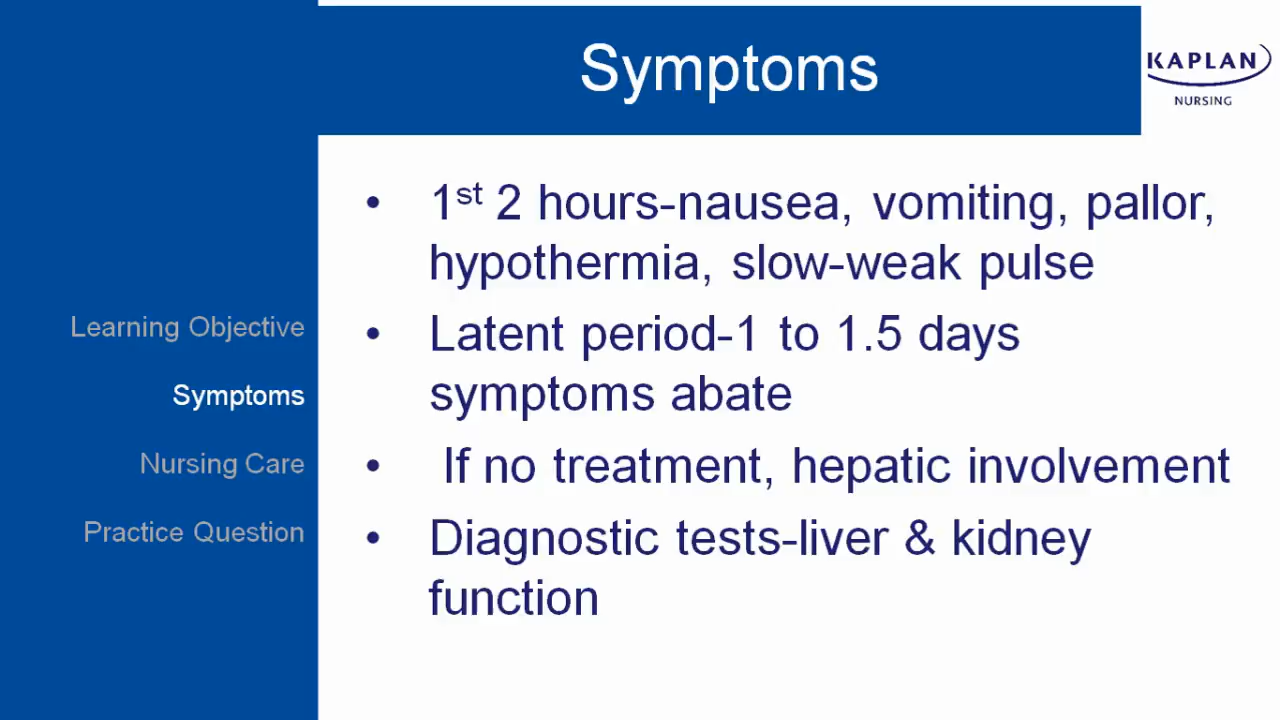 Symptoms
KAPLAN
NURSING
Learning Objective
Symptoms
Nursing Care
Practice Question
• 1st 2 hours-nausea, vomiting, pallor,
hypothermia, slow-weak pulse
• Latent period-1 to 1.5 days
symptoms abate
• If no treatment, hepatic involvement
• Diagnostic tests-liver & kidney
function